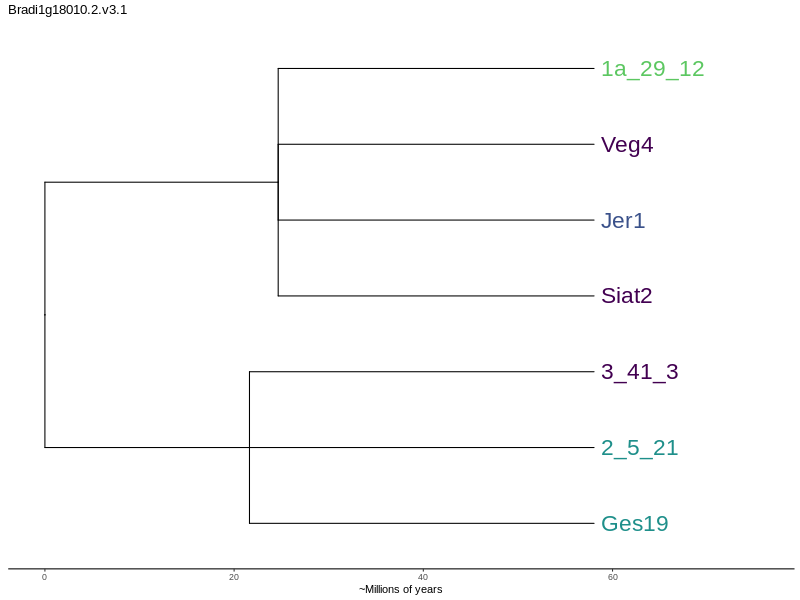 Bradi1g18010.2.v3.1
1a_29_12
Veg4
Jer1
Siat2
3_41_3
2_5_21
Ges19
0 20 40 60
~Millions of years